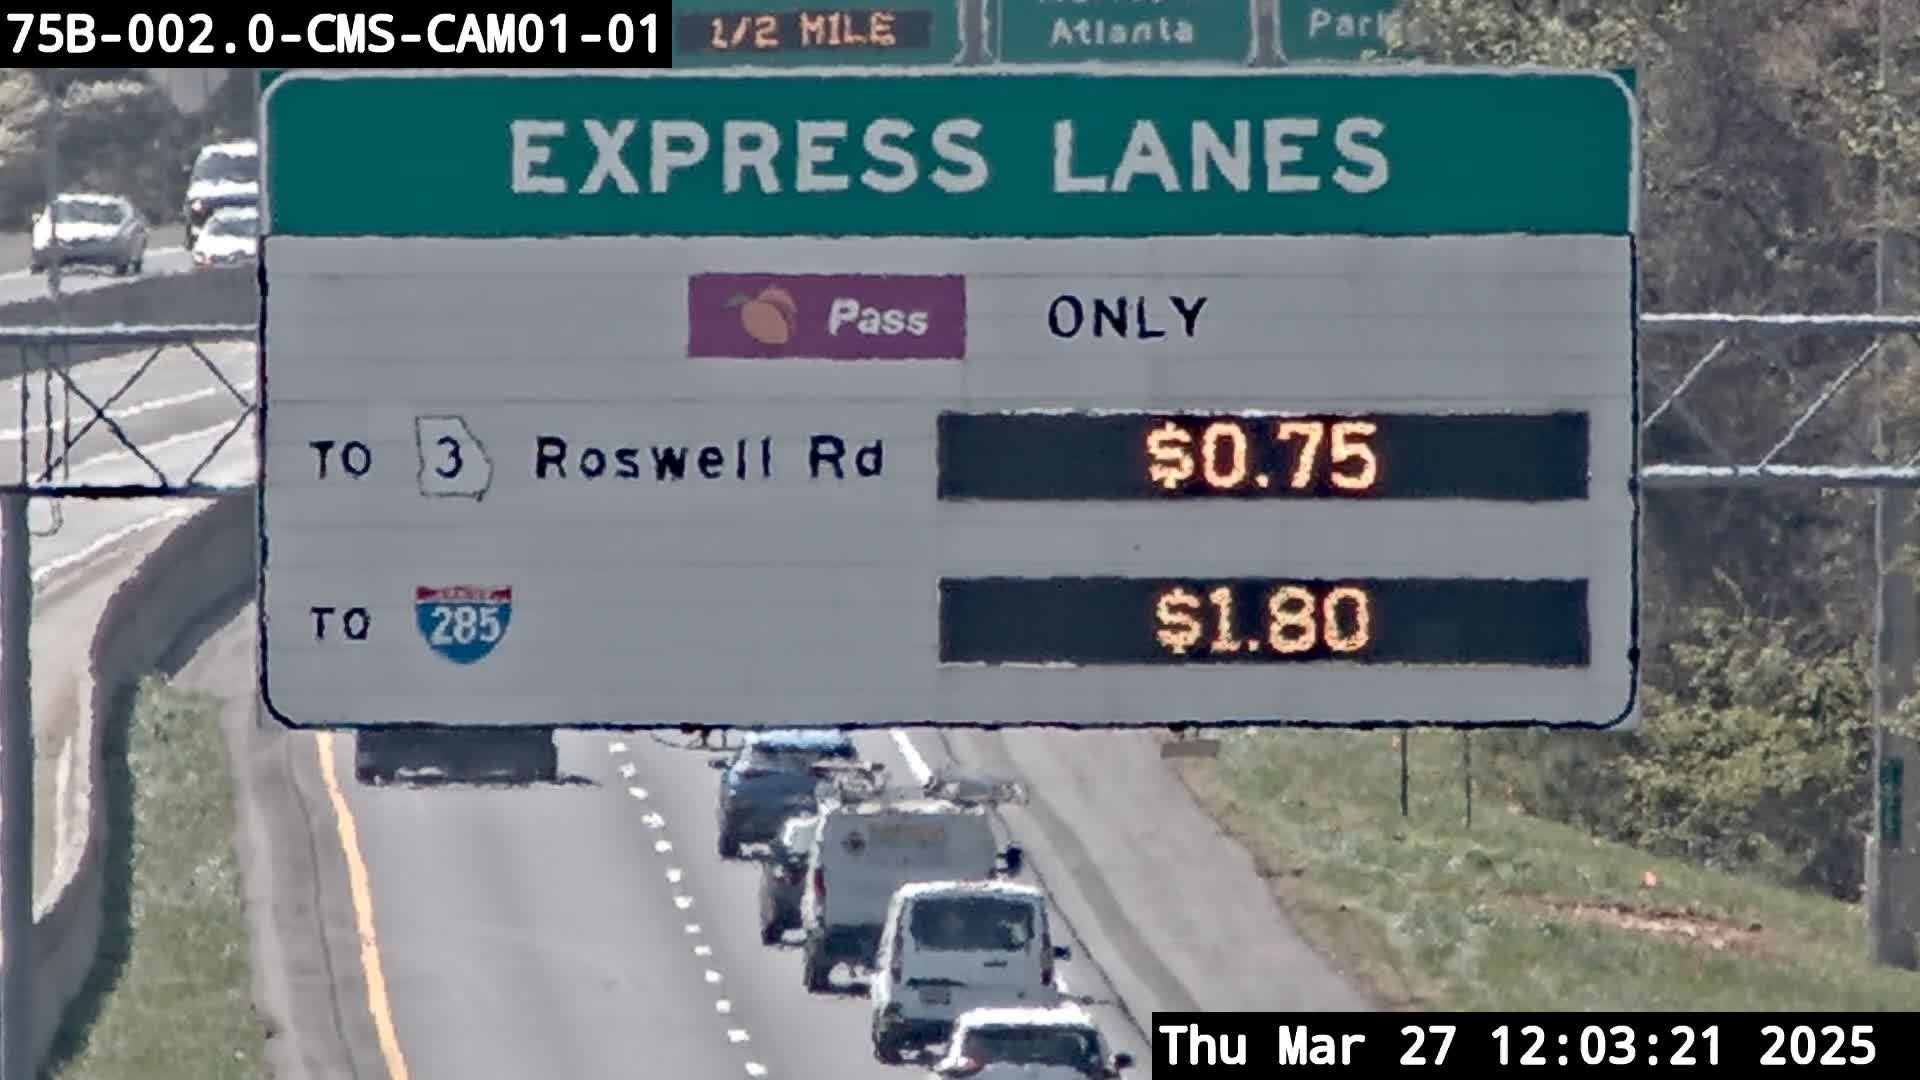 75B-002.0-CMS-CAM01-01
1/2 MILE
Atlanta
Park
EXPRESS LANES
Pass ONLY
TO 3 Roswell Rd $0.75
TO 285 $1.80
Thu Mar 27 12:03:21 2025